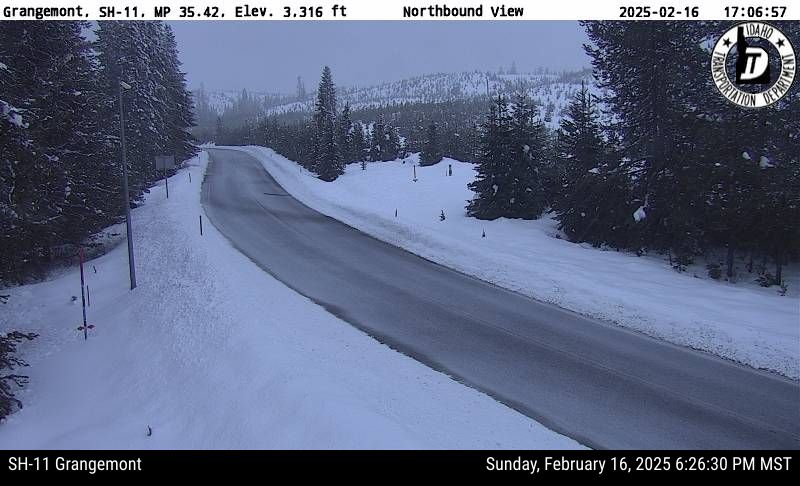 Grangemont, SH-11, MP 35.42, Elev. 3,316 ft Northbound View 2025-02-16 17:06:57
IDAHO
TRANSPORTATION DEPARTMENT
SH-11 Grangemont Sunday, February 16, 2025 6:26:30 PM MST